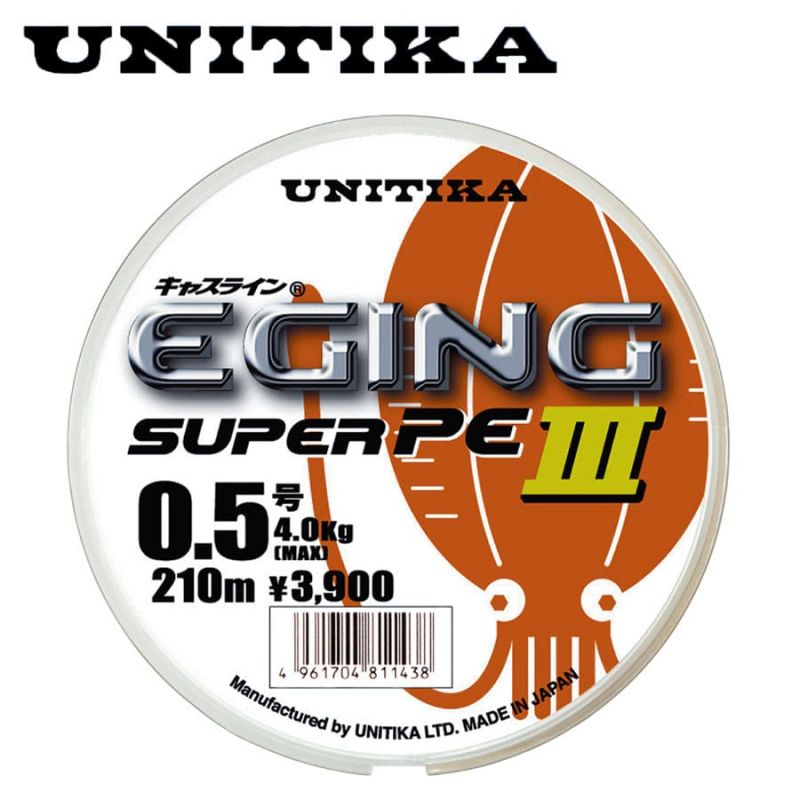 UNITIKA
UNITIKA
キャスライン®
EGING
SUPER PE III
0.5号
4.0Kg
(MAX)
210m ¥3,900
4 961704 811438
Manufactured by UNITIKA LTD. MADE IN JAPAN